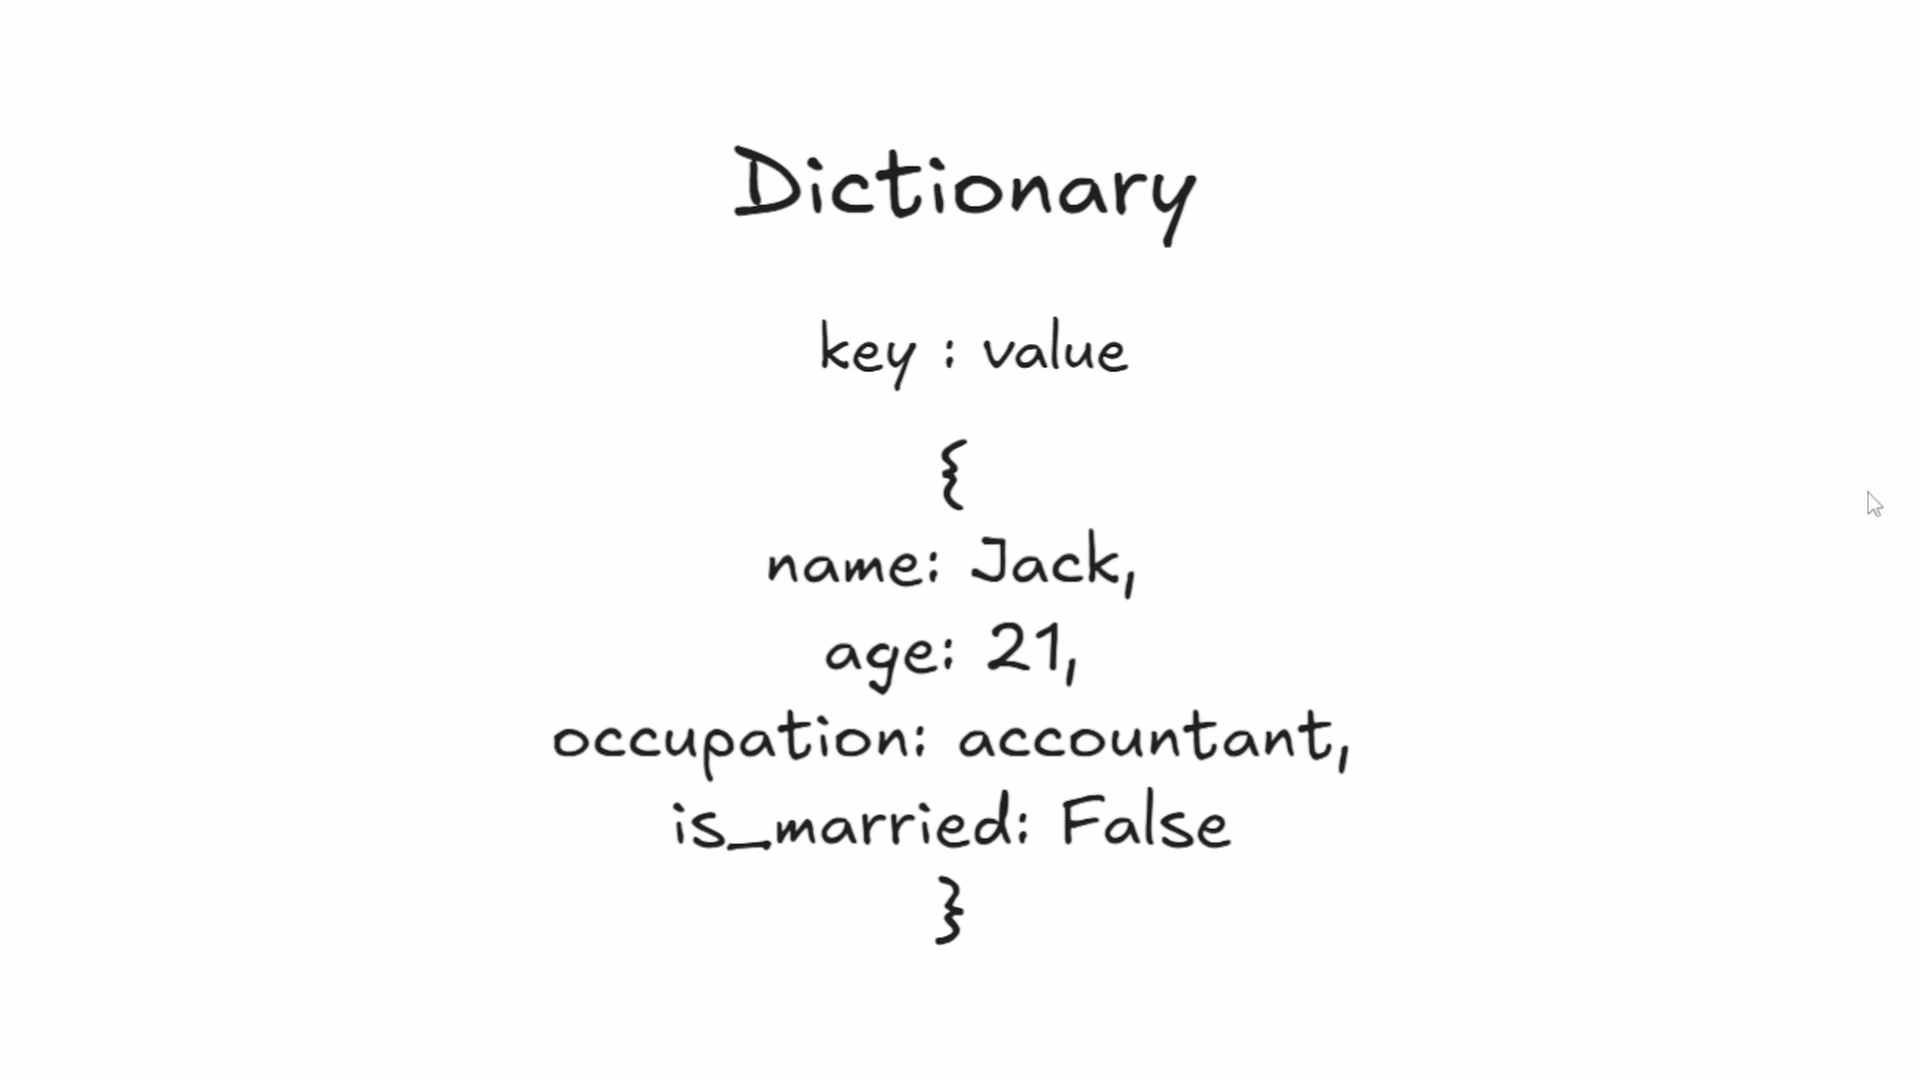 Dictionary
key : value
{
name: Jack,
age: 21,
occupation: accountant,
is_married: False
}